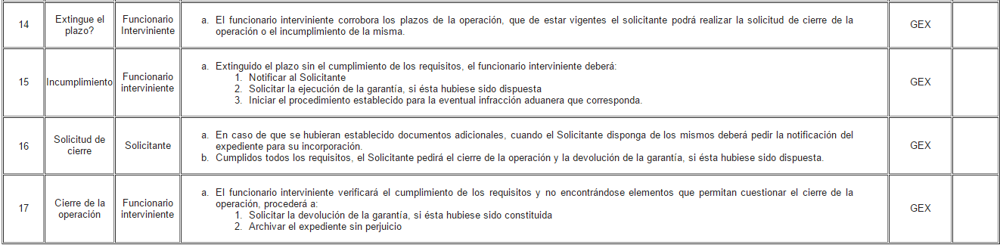 14
Extingue el
plazo?
Funcionario
Interviniente
a. El funcionario interviniente corrobora los plazos de la operación, que de estar vigentes el solicitante podrá realizar la solicitud de cierre de la
operación o el incumplimiento de la misma.
GEX
15
Incumplimiento
Funcionario
interviniente
a. Extinguido el plazo sin el cumplimiento de los requisitos, el funcionario interviniente deberá:
1. Notificar al Solicitante
2. Solicitar la ejecución de la garantía, si ésta hubiese sido dispuesta
3. Iniciar el procedimiento establecido para la eventual infracción aduanera que corresponda.
GEX
16
Solicitud de
cierre
Solicitante
a. En caso de que se hubieran establecido documentos adicionales, cuando el Solicitante disponga de los mismos deberá pedir la notificación del
expediente para su incorporación.
b. Cumplidos todos los requisitos, el Solicitante pedirá el cierre de la operación y la devolución de la garantía, si ésta hubiese sido dispuesta.
GEX
17
Cierre de la
operación
Funcionario
interviniente
a. El funcionario interviniente verificará el cumplimiento de los requisitos y no encontrándose elementos que permitan cuestionar el cierre de la
operación, procederá a:
1. Solicitar la devolución de la garantía, si ésta hubiese sido constituida
2. Archivar el expediente sin perjuicio
GEX